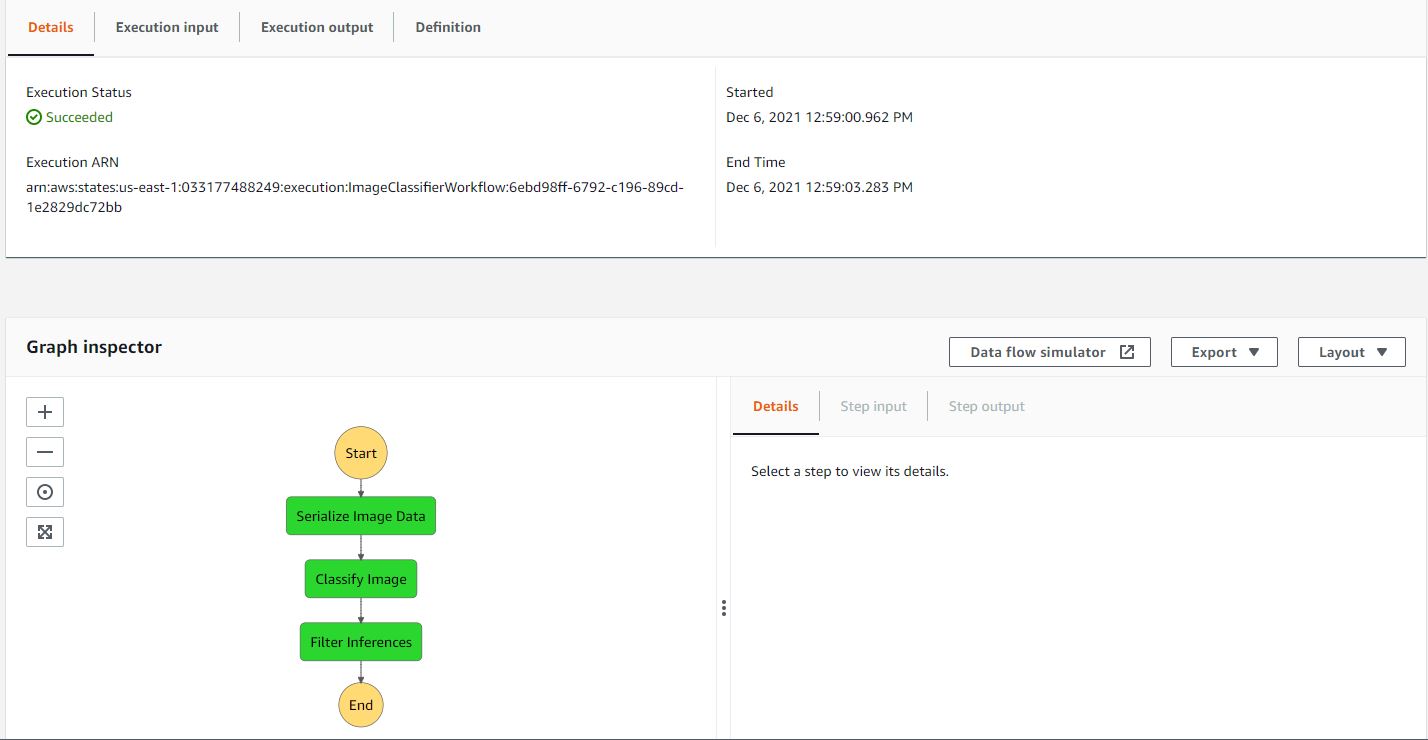 Details Execution input Execution output Definition
Execution Status
Succeeded
Execution ARN
arn:aws:states:us-east-1:033177488249:execution:ImageClassifierWorkflow:6ebd98ff-6792-c196-89cd-
1e2829dc72bb
Started
Dec 6, 2021 12:59:00.962 PM
End Time
Dec 6, 2021 12:59:03.283 PM
Graph inspector
Data flow simulator Export Layout
Start
Serialize Image Data
Classify Image
Filter Inferences
End
Details Step input Step output
Select a step to view its details.